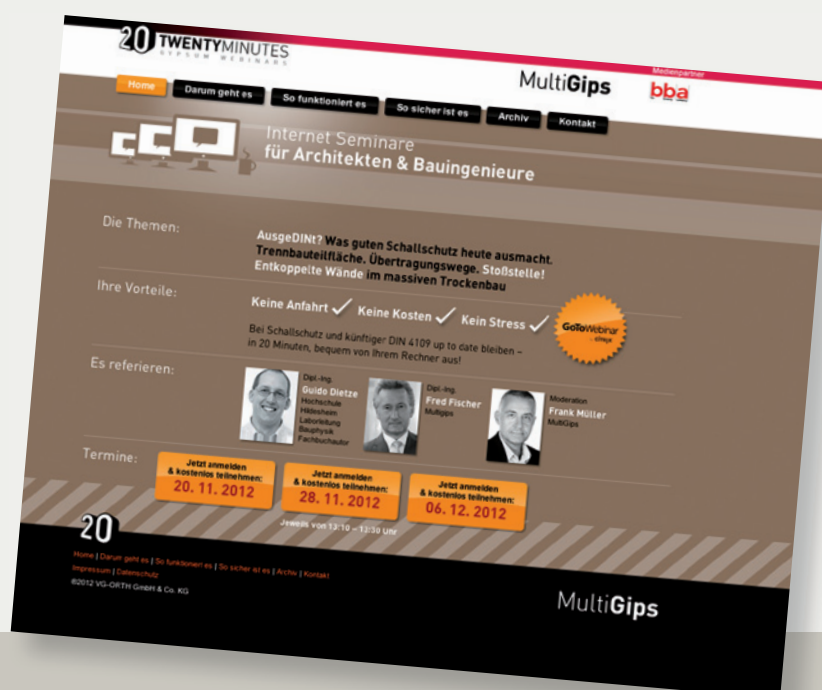 20 TWENTYMINUTES
GYPSUM WEBINARS
MultiGips
Medienpartner
bba
Home
Darum geht es
So funktioniert es
So sicher ist es
Archiv
Kontakt
Internet Seminare
für Architekten & Bauingenieure
Die Themen:
AusgeDINt? Was guten Schallschutz heute ausmacht.
Trennbauteilfläche. Übertragungswege. Stoßstelle!
Entkoppelte Wände im massiven Trockenbau
Ihre Vorteile:
Keine Anfahrt
Keine Kosten
Kein Stress
GoToWebinar
by citrix
Bei Schallschutz und künftiger DIN 4109 up to date bleiben –
in 20 Minuten, bequem von Ihrem Rechner aus!
Es referieren:
Dipl.-Ing.
Guido Dietze
Hochschule
Hildesheim
Laborleitung
Bauphysik
Fachbuchautor
Dipl.-Ing.
Fred Fischer
Multigips
Moderation
Frank Müller
MultiGips
Termine:
Jetzt anmelden
& kostenlos teilnehmen:
20. 11. 2012
Jetzt anmelden
& kostenlos teilnehmen:
28. 11. 2012
Jetzt anmelden
& kostenlos teilnehmen:
06. 12. 2012
Jeweils von 13:10 – 13:30 Uhr
20
Home | Darum geht es | So funktioniert es | So sicher ist es | Archiv | Kontakt
Impressum | Datenschutz
©2012 VG-ORTH GmbH & Co. KG
MultiGips